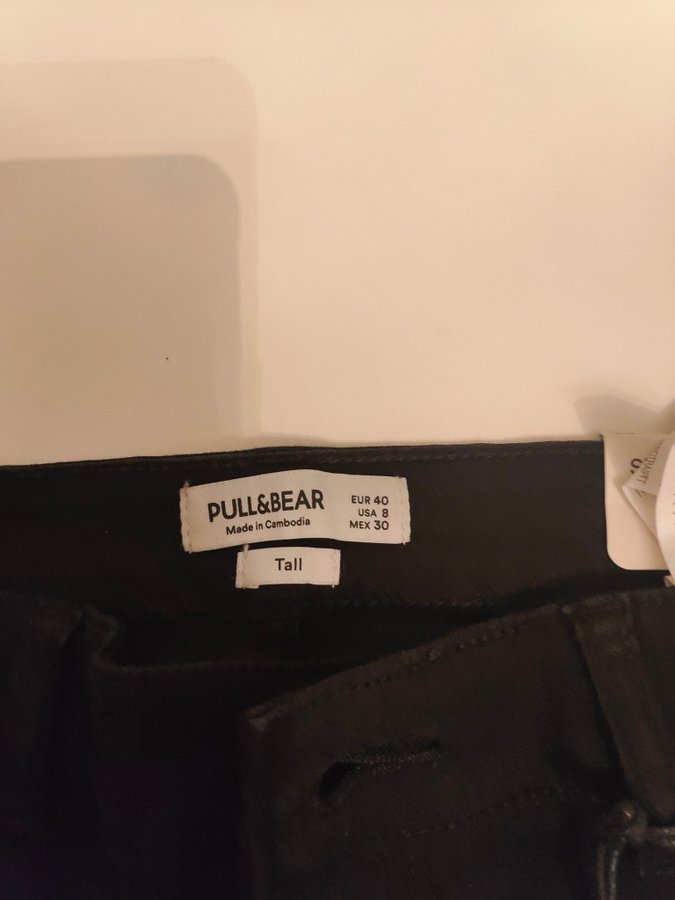 PULL&BEAR
Made in Cambodia
EUR 40
USA 8
MEX 30
Tall